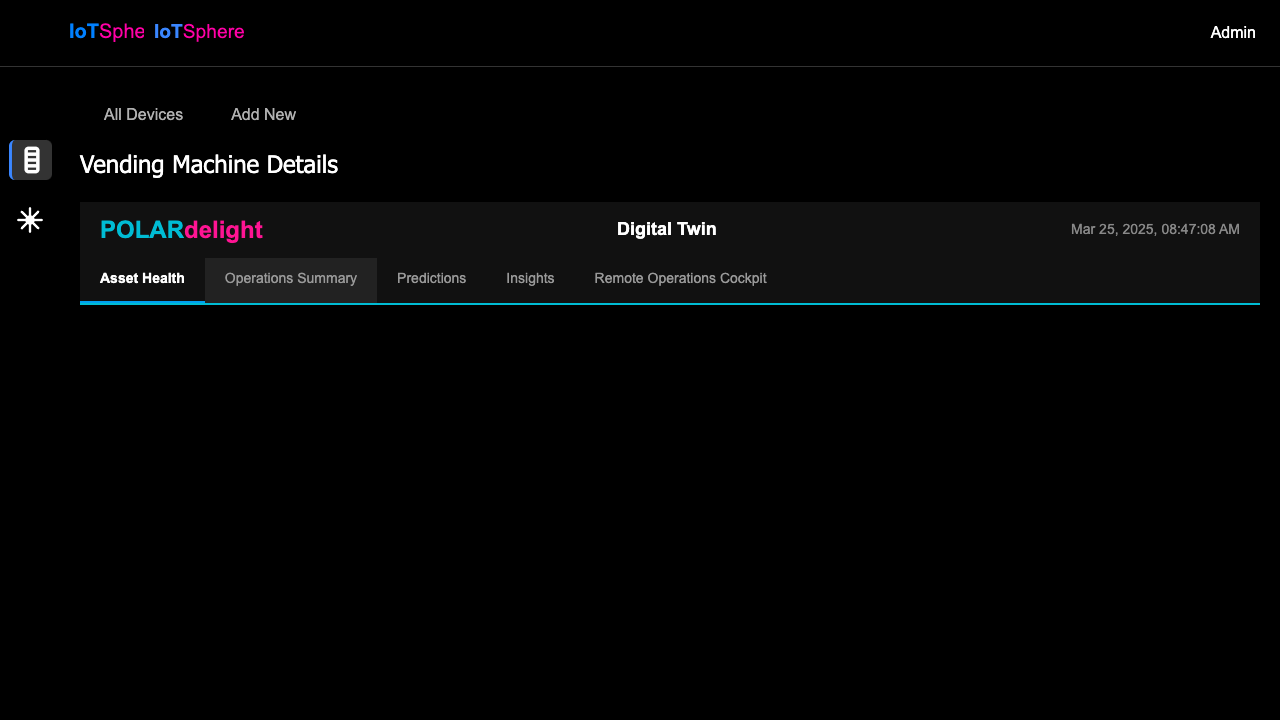 IoTSphe IoTSphere Admin
All Devices Add New
Vending Machine Details
POLARdelight Digital Twin Mar 25, 2025, 08:47:08 AM
Asset Health Operations Summary Predictions Insights Remote Operations Cockpit